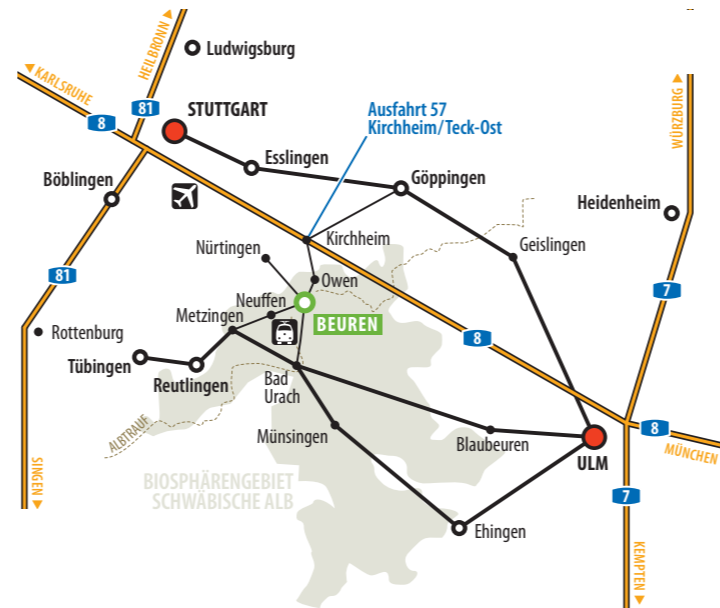 HEILBRONN
Ludwigsburg
KARLSRUHE
81
8
STUTTGART
Ausfahrt 57
Kirchheim/Teck-Ost
WÜRZBURG
Esslingen
Böblingen
Göppingen
Heidenheim
Nürtingen
Kirchheim
Geislingen
81
Owen
7
Neuffen
Metzingen
BEUREN
Rottenburg
8
Tübingen
Reutlingen
Bad
Urach
ALBTRAUF
Münsingen
Blaubeuren
8
MÜNCHEN
ULM
SINGEN
BIOSPHÄRENGEBIET
SCHWÄBISCHE ALB
7
Ehingen
KEMPTEN